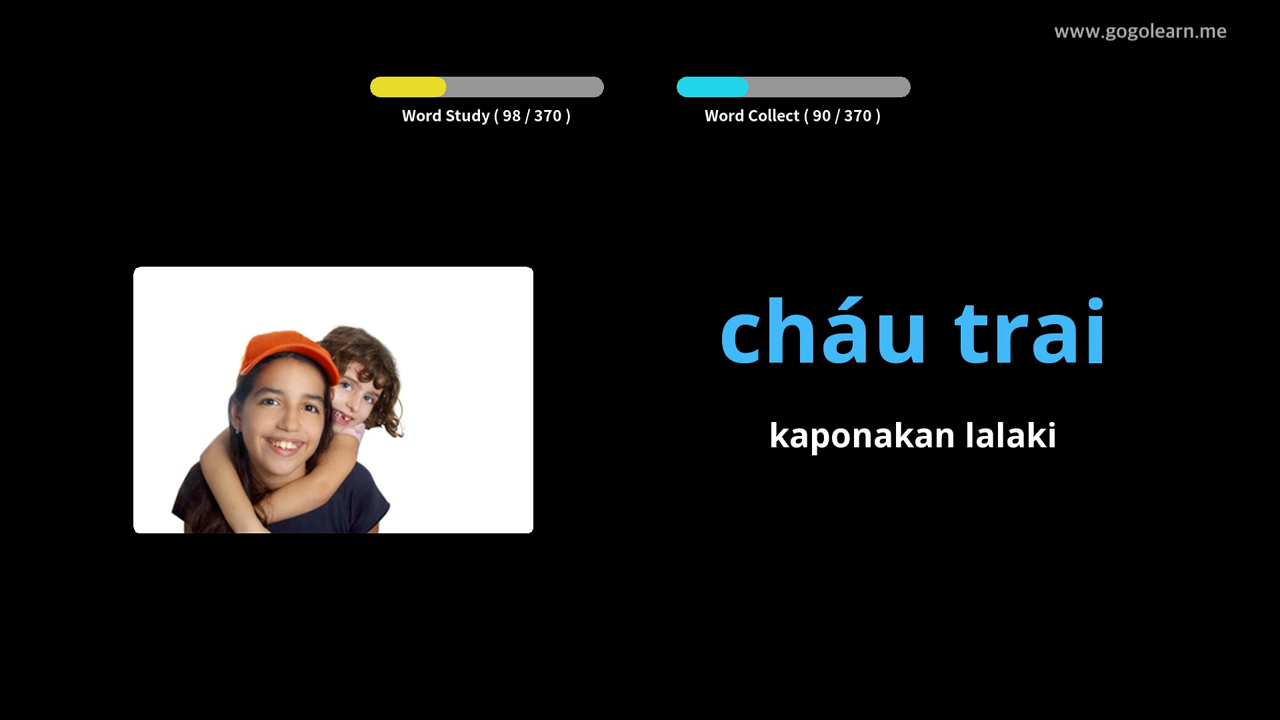 www.gogolearn.me
Word Study ( 98 / 370 )
Word Collect ( 90 / 370 )
cháu trai
kaponakan lalaki